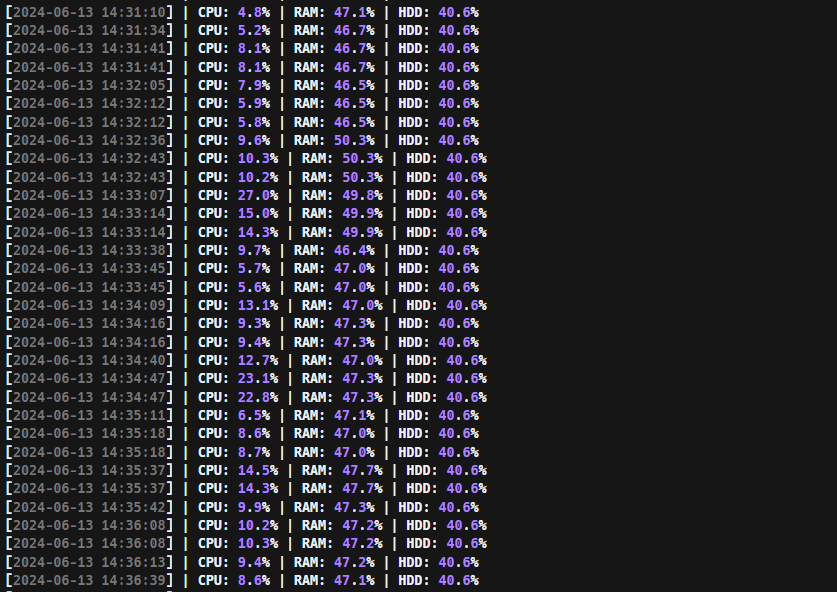 [2024-06-13 14:31:10] | CPU: 4.8% | RAM: 47.1% | HDD: 40.6%
[2024-06-13 14:31:34] | CPU: 5.2% | RAM: 46.7% | HDD: 40.6%
[2024-06-13 14:31:41] | CPU: 8.1% | RAM: 46.7% | HDD: 40.6%
[2024-06-13 14:31:41] | CPU: 8.1% | RAM: 46.7% | HDD: 40.6%
[2024-06-13 14:32:05] | CPU: 7.9% | RAM: 46.5% | HDD: 40.6%
[2024-06-13 14:32:12] | CPU: 5.9% | RAM: 46.5% | HDD: 40.6%
[2024-06-13 14:32:12] | CPU: 5.8% | RAM: 46.5% | HDD: 40.6%
[2024-06-13 14:32:36] | CPU: 9.6% | RAM: 50.3% | HDD: 40.6%
[2024-06-13 14:32:43] | CPU: 10.3% | RAM: 50.3% | HDD: 40.6%
[2024-06-13 14:32:43] | CPU: 10.2% | RAM: 50.3% | HDD: 40.6%
[2024-06-13 14:33:07] | CPU: 27.0% | RAM: 49.8% | HDD: 40.6%
[2024-06-13 14:33:14] | CPU: 15.0% | RAM: 49.9% | HDD: 40.6%
[2024-06-13 14:33:14] | CPU: 14.3% | RAM: 49.9% | HDD: 40.6%
[2024-06-13 14:33:38] | CPU: 9.7% | RAM: 46.4% | HDD: 40.6%
[2024-06-13 14:33:45] | CPU: 5.7% | RAM: 47.0% | HDD: 40.6%
[2024-06-13 14:33:45] | CPU: 5.6% | RAM: 47.0% | HDD: 40.6%
[2024-06-13 14:34:09] | CPU: 13.1% | RAM: 47.0% | HDD: 40.6%
[2024-06-13 14:34:16] | CPU: 9.3% | RAM: 47.3% | HDD: 40.6%
[2024-06-13 14:34:16] | CPU: 9.4% | RAM: 47.3% | HDD: 40.6%
[2024-06-13 14:34:40] | CPU: 12.7% | RAM: 47.0% | HDD: 40.6%
[2024-06-13 14:34:47] | CPU: 23.1% | RAM: 47.3% | HDD: 40.6%
[2024-06-13 14:34:47] | CPU: 22.8% | RAM: 47.3% | HDD: 40.6%
[2024-06-13 14:35:11] | CPU: 6.5% | RAM: 47.1% | HDD: 40.6%
[2024-06-13 14:35:18] | CPU: 8.6% | RAM: 47.0% | HDD: 40.6%
[2024-06-13 14:35:18] | CPU: 8.7% | RAM: 47.0% | HDD: 40.6%
[2024-06-13 14:35:37] | CPU: 14.5% | RAM: 47.7% | HDD: 40.6%
[2024-06-13 14:35:37] | CPU: 14.3% | RAM: 47.7% | HDD: 40.6%
[2024-06-13 14:35:42] | CPU: 9.9% | RAM: 47.3% | HDD: 40.6%
[2024-06-13 14:36:08] | CPU: 10.2% | RAM: 47.2% | HDD: 40.6%
[2024-06-13 14:36:08] | CPU: 10.3% | RAM: 47.2% | HDD: 40.6%
[2024-06-13 14:36:13] | CPU: 9.4% | RAM: 47.2% | HDD: 40.6%
[2024-06-13 14:36:39] | CPU: 8.6% | RAM: 47.1% | HDD: 40.6%